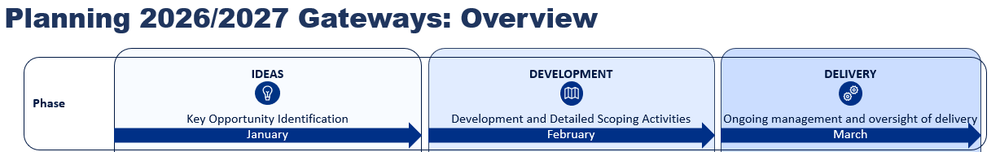 Planning 2026/2027 Gateways: Overview
Phase
IDEAS
Key Opportunity Identification
January
DEVELOPMENT
Development and Detailed Scoping Activities
February
DELIVERY
Ongoing management and oversight of delivery
March